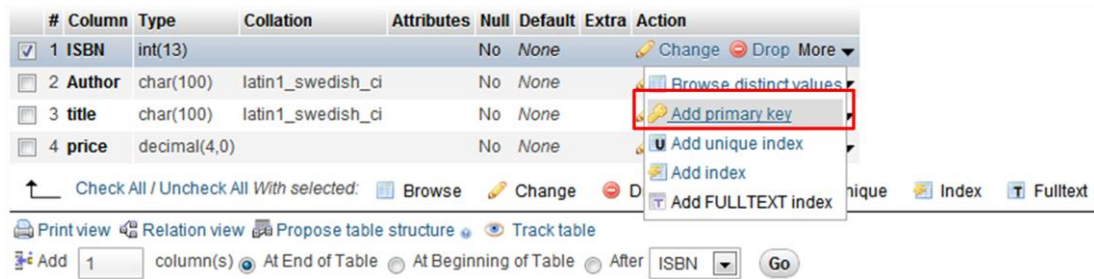 # Column Type Collation Attributes Null Default Extra Action
1 ISBN int(13) No None Change Drop More
2 Author char(100) latin1_swedish_ci No None Browse distinct values
3 title char(100) latin1_swedish_ci No None Add primary key
4 price decimal(4,0) No None Add unique index
Add index
Check All / Uncheck All With selected: Browse Change D nique Index Fulltext
Add FULLTEXT index
Print view Relation view Propose table structure Track table
Add 1 column(s) At End of Table At Beginning of Table After ISBN Go